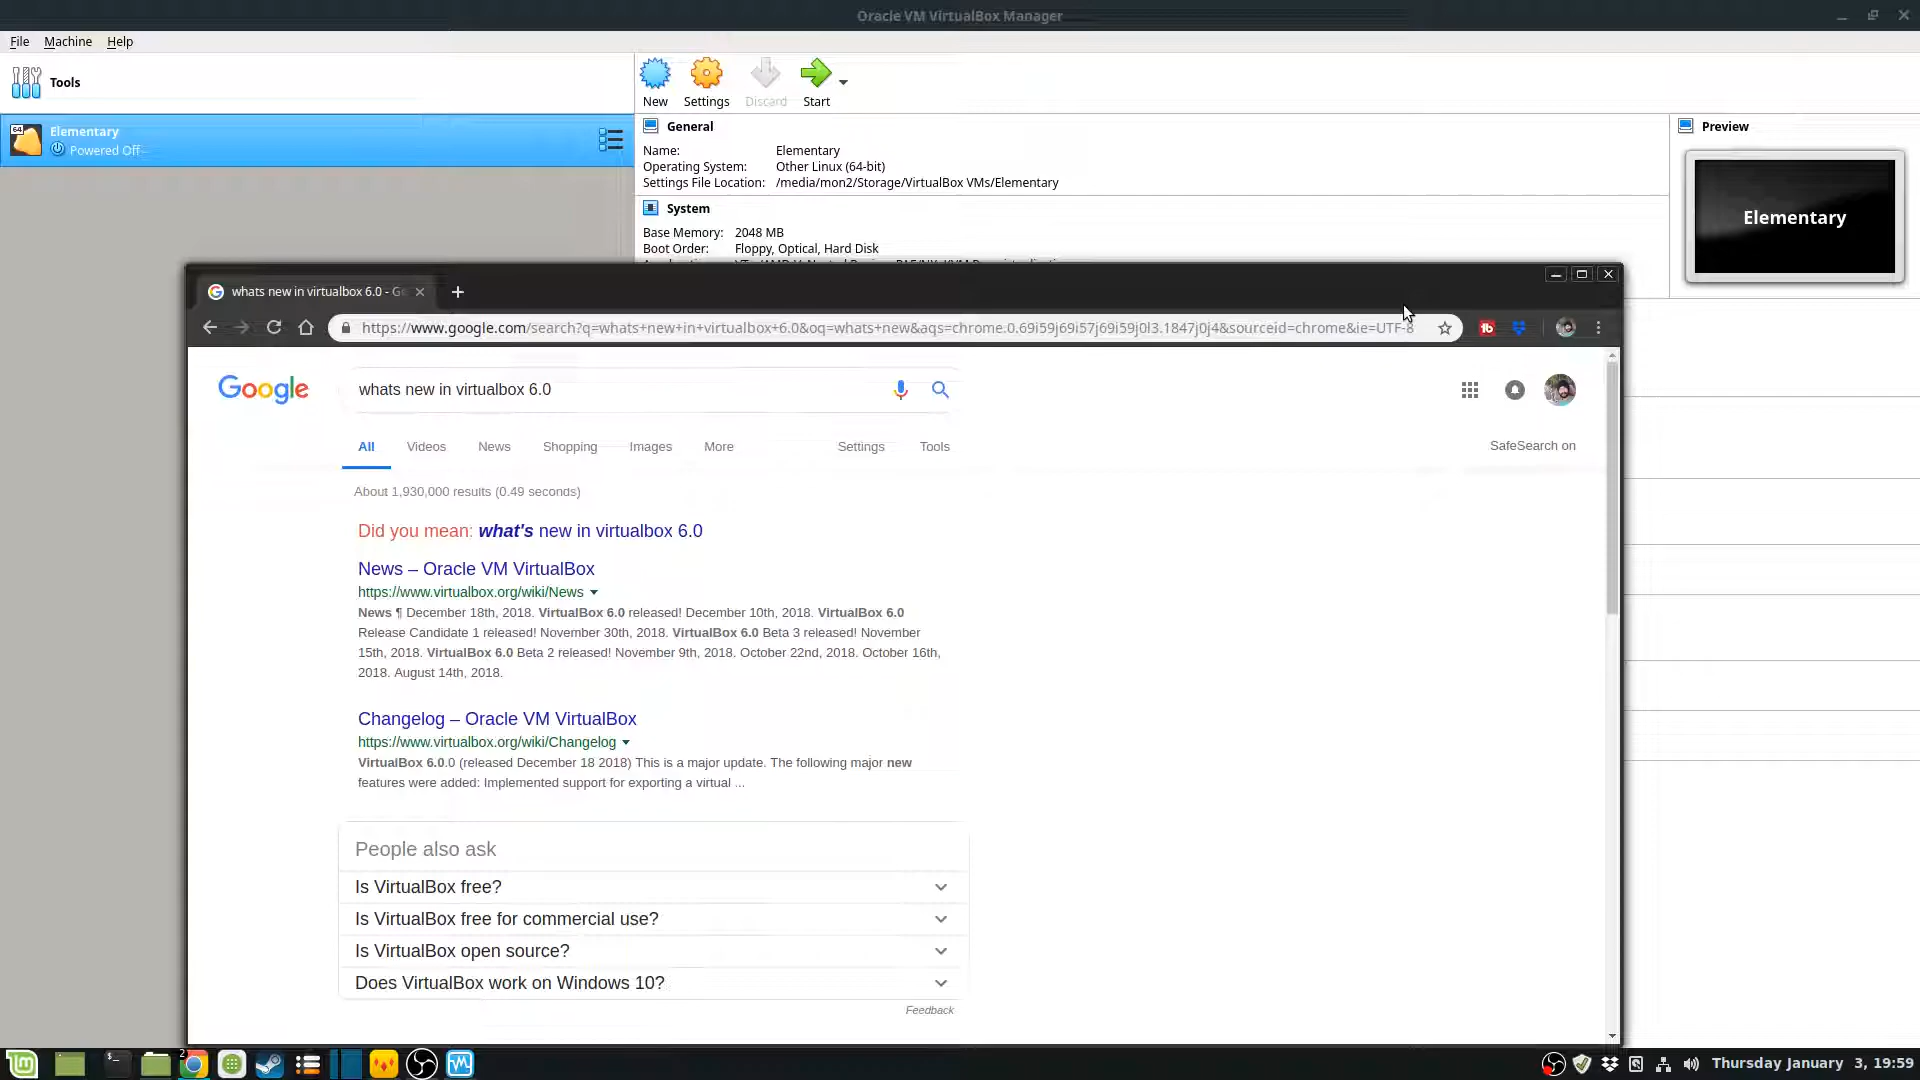 Oracle VM VirtualBox Manager
File Machine Help
Tools
New Settings Discard Start
64
Elementary
Powered Off
General
Name: Elementary
Operating System: Other Linux (64-bit)
Settings File Location: /media/mon2/Storage/VirtualBox VMs/Elementary
System
Base Memory: 2048 MB
Boot Order: Floppy, Optical, Hard Disk
Preview
Elementary
whats new in virtualbox 6.0 - G
https://www.google.com/search?q=whats+new+in+virtualbox+6.0&oq=whats+new&aqs=chrome.0.69i59j69i57j69i59j0l3.1847j0j4&sourceid=chrome&ie=UTF-8
Google
whats new in virtualbox 6.0
All Videos News Shopping Images More Settings Tools
SafeSearch on
About 1,930,000 results (0.49 seconds)
Did you mean: what's new in virtualbox 6.0
News – Oracle VM VirtualBox
https://www.virtualbox.org/wiki/News
News ¶ December 18th, 2018. VirtualBox 6.0 released! December 10th, 2018. VirtualBox 6.0
Release Candidate 1 released! November 30th, 2018. VirtualBox 6.0 Beta 3 released! November
15th, 2018. VirtualBox 6.0 Beta 2 released! November 9th, 2018. October 22nd, 2018. October 16th,
2018. August 14th, 2018.
Changelog – Oracle VM VirtualBox
https://www.virtualbox.org/wiki/Changelog
VirtualBox 6.0.0 (released December 18 2018) This is a major update. The following major new
features were added: Implemented support for exporting a virtual ...
People also ask
Is VirtualBox free?
Is VirtualBox free for commercial use?
Is VirtualBox open source?
Does VirtualBox work on Windows 10?
Feedback
2
Thursday January 3, 19:59